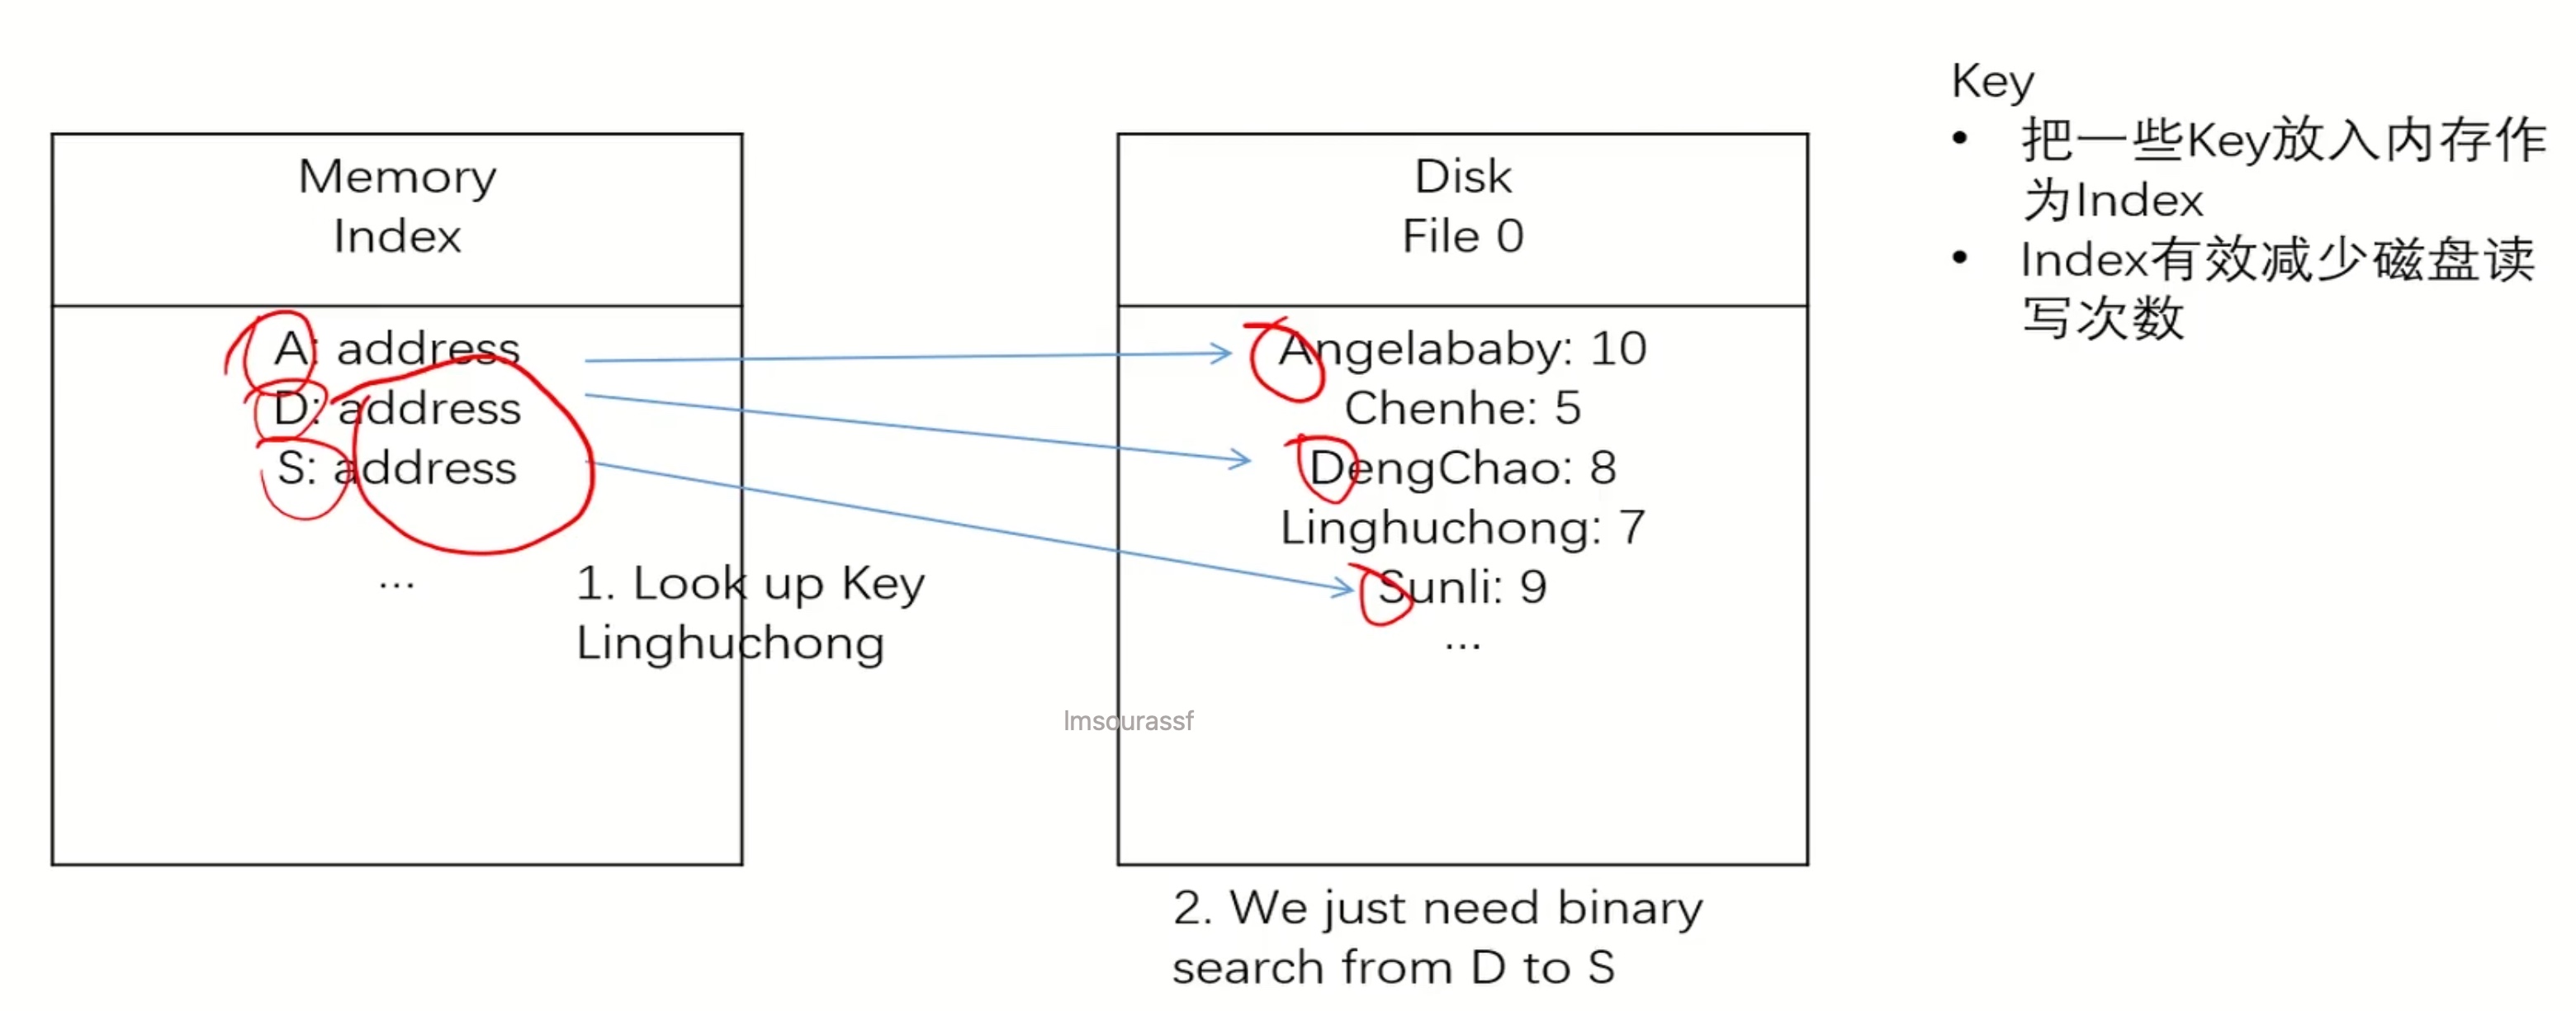 Memory
Index
A: address
D: address
S: address
...
1. Look up Key
Linghuchong
Disk
File 0
Angelababy: 10
Chenhe: 5
DengChao: 8
Linghuchong: 7
Sunli: 9
...
lmsourassf
2. We just need binary
search from D to S
Key
• 把一些Key放入内存作
为Index
• Index有效减少磁盘读
写次数